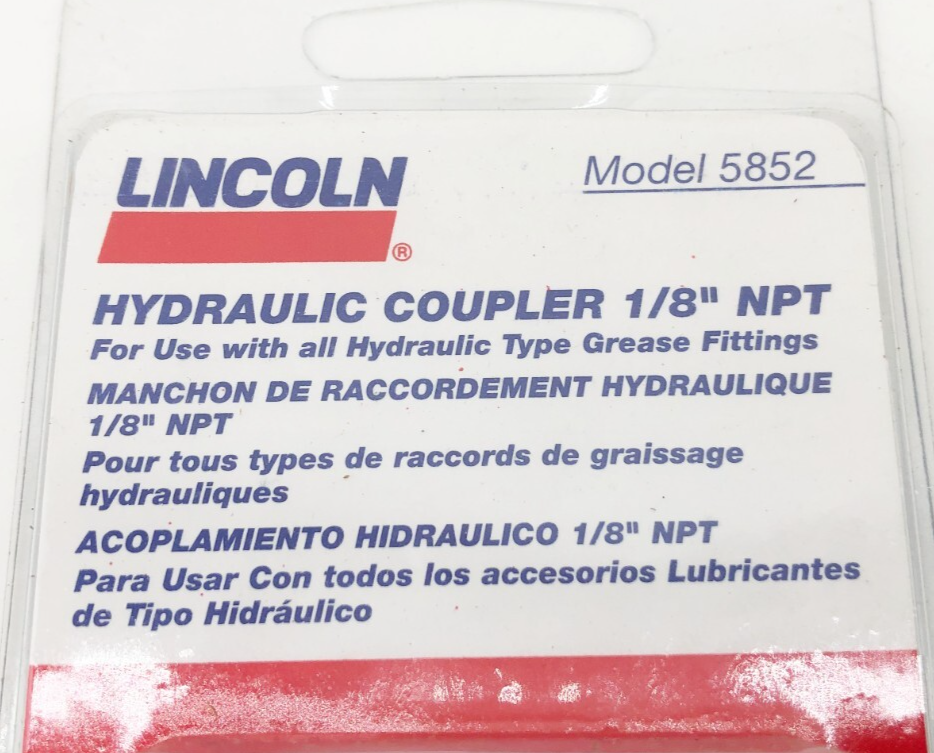 LINCOLN
®
Model 5852
HYDRAULIC COUPLER 1/8" NPT
For Use with all Hydraulic Type Grease Fittings
MANCHON DE RACCORDEMENT HYDRAULIQUE
1/8" NPT
Pour tous types de raccords de graissage
hydrauliques
ACOPLAMIENTO HIDRAULICO 1/8" NPT
Para Usar Con todos los accesorios Lubricantes
de Tipo Hidráulico